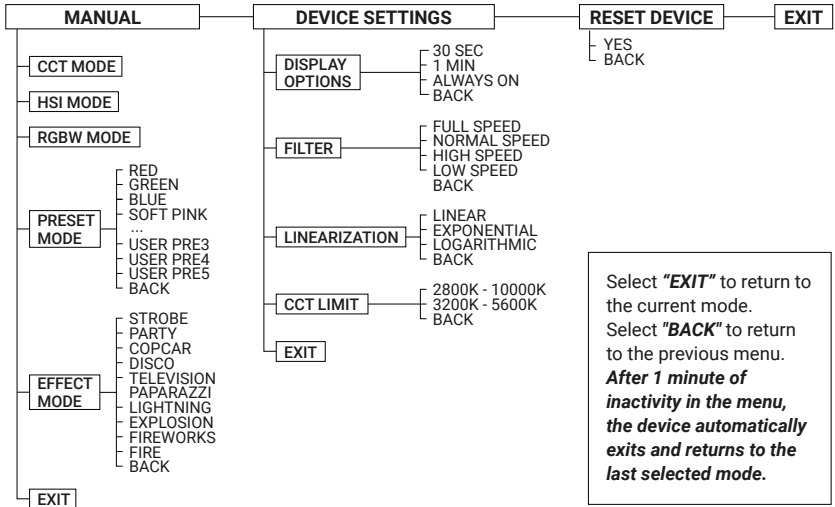 MANUAL
CCT MODE
HSI MODE
RGBW MODE
PRESET
MODE
RED
GREEN
BLUE
SOFT PINK
...
USER PRE3
USER PRE4
USER PRE5
BACK
EFFECT
MODE
STROBE
PARTY
COPCAR
DISCO
TELEVISION
PAPARAZZI
LIGHTNING
EXPLOSION
FIREWORKS
FIRE
BACK
EXIT
DEVICE SETTINGS
DISPLAY
OPTIONS
30 SEC
1 MIN
ALWAYS ON
BACK
FILTER
FULL SPEED
NORMAL SPEED
HIGH SPEED
LOW SPEED
BACK
LINEARIZATION
LINEAR
EXPONENTIAL
LOGARITHMIC
BACK
CCT LIMIT
2800K - 10000K
3200K - 5600K
BACK
EXIT
RESET DEVICE
YES
BACK
EXIT
Select “EXIT” to return to
the current mode.
Select "BACK" to return
to the previous menu.
After 1 minute of
inactivity in the menu,
the device automatically
exits and returns to the
last selected mode.